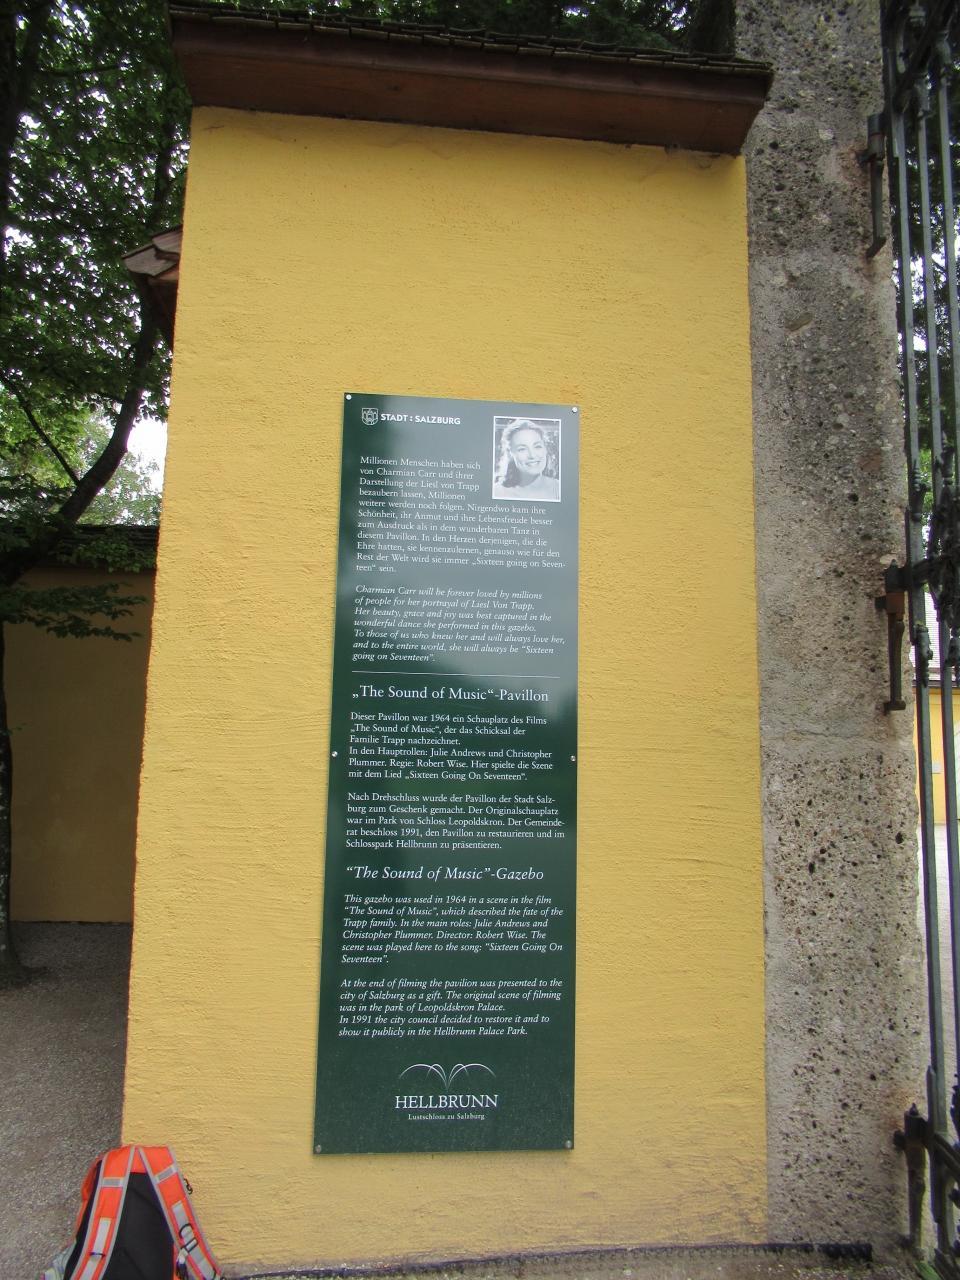 STADT : SALZBURG
Millionen Menschen haben sich
von Charmian Carr und ihrer
Darstellung der Liesl von Trapp
bezaubern lassen, Millionen
weitere werden noch folgen. Nirgendwo kam ihre
Schönheit, ihr Anmut und ihre Lebensfreude besser
zum Ausdruck als in dem wunderbaren Tanz in
diesem Pavillon. In den Herzen derjenigen, die die
Ehre hatten, sie kennenzulernen, genauso wie für den
Rest der Welt wird sie immer „Sixteen going on Seven-
teen“ sein.
Charmian Carr will be forever loved by millions
of people for her portrayal of Liesl Von Trapp.
Her beauty, grace and joy was best captured in the
wonderful dance she performed in this gazebo.
To those of us who knew her and will always love her,
and to the entire world, she will always be “Sixteen
going on Seventeen”.
„The Sound of Music“-Pavillon
Dieser Pavillon war 1964 ein Schauplatz des Films
„The Sound of Music“, der das Schicksal der
Familie Trapp nachzeichnet.
In den Hauptrollen: Julie Andrews und Christopher
Plummer. Regie: Robert Wise. Hier spielte die Szene
mit dem Lied „Sixteen Going On Seventeen“.
Nach Drehschluss wurde der Pavillon der Stadt Salz-
burg zum Geschenk gemacht. Der Originalschauplatz
war im Park von Schloss Leopoldskron. Der Gemeinde-
rat beschloss 1991, den Pavillon zu restaurieren und im
Schlosspark Hellbrunn zu präsentieren.
“The Sound of Music”-Gazebo
This gazebo was used in 1964 in a scene in the film
“The Sound of Music”, which described the fate of the
Trapp family. In the main roles: Julie Andrews and
Christopher Plummer. Director: Robert Wise. The
scene was played here to the song: “Sixteen Going On
Seventeen”.
At the end of filming the pavilion was presented to the
city of Salzburg as a gift. The original scene of filming
was in the park of Leopoldskron Palace.
In 1991 the city council decided to restore it and to
show it publicly in the Hellbrunn Palace Park.
HELLBRUNN
Lustschloss zu Salzburg